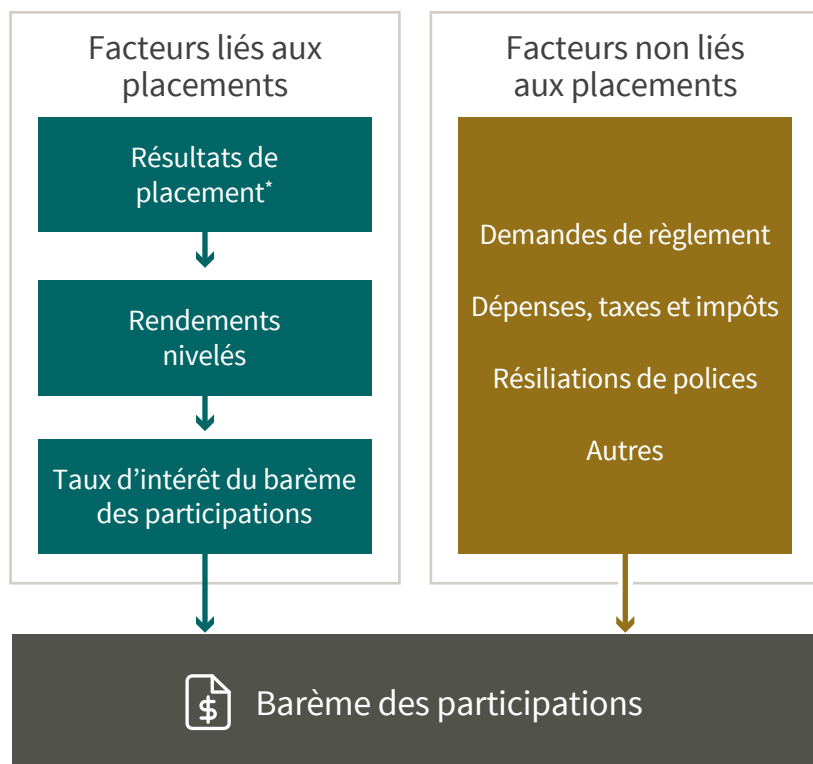 Facteurs liés aux
placements
Résultats de
placement*
Rendements
nivelés
Taux d’intérêt du barème
des participations
Facteurs non liés
aux placements
Demandes de règlement
Dépenses, taxes et impôts
Résiliations de polices
Autres
$
Barème des participations